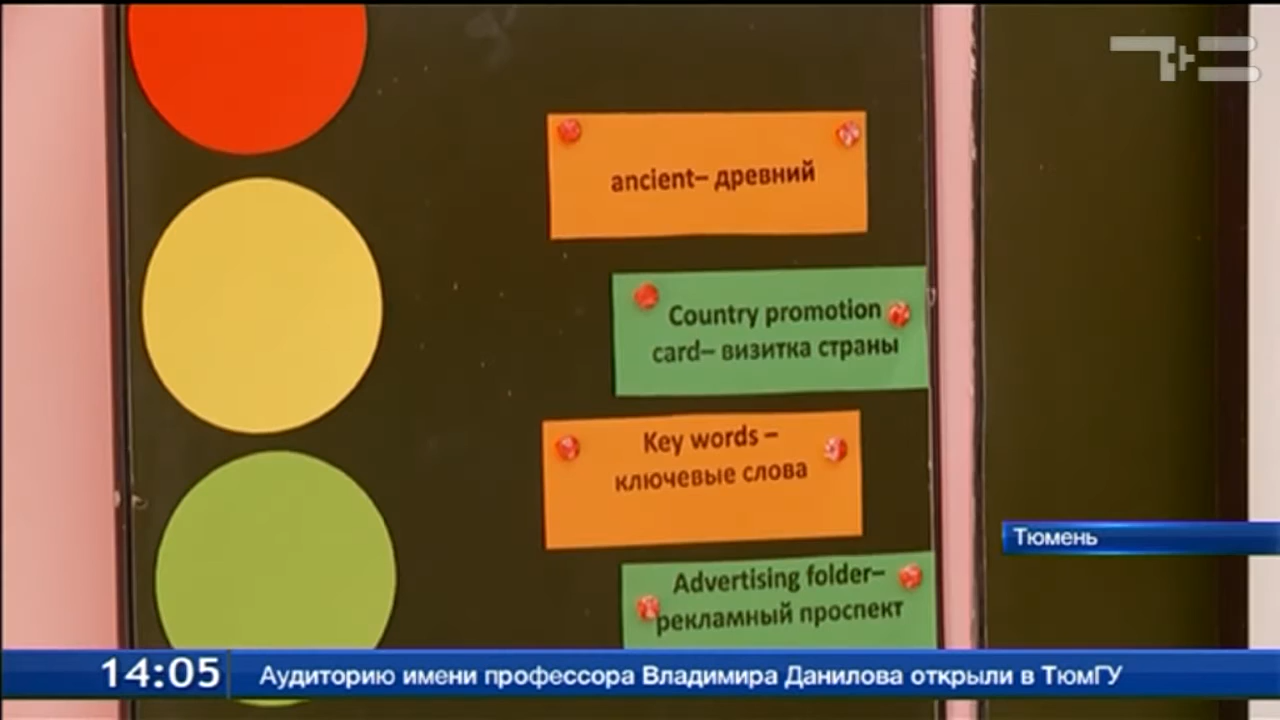 ancient– древний
Country promotion
card– визитка страны
Key words –
ключевые слова
Тюмень
Advertising folder–
рекламный проспект
14:05
Аудиторию имени профессора Владимира Данилова открыли в ТюмГУ